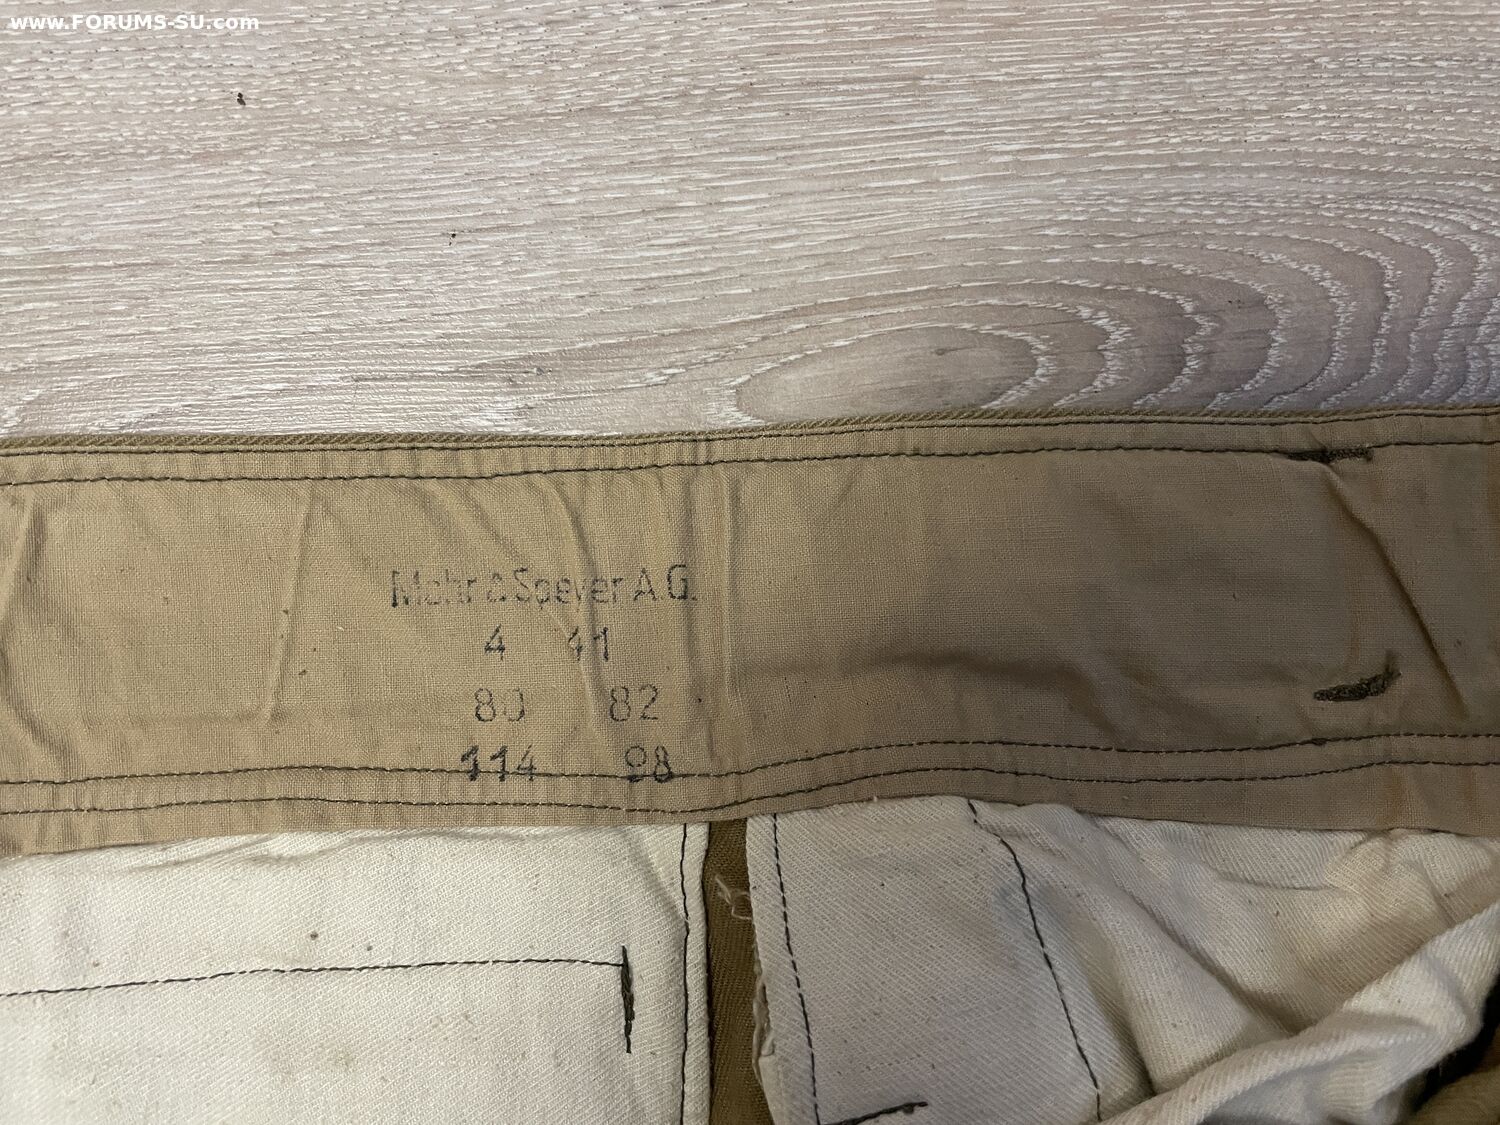 www.FORUMS-SU.com
Mohr & Speyer A.G.
4 41
80 82
114 98